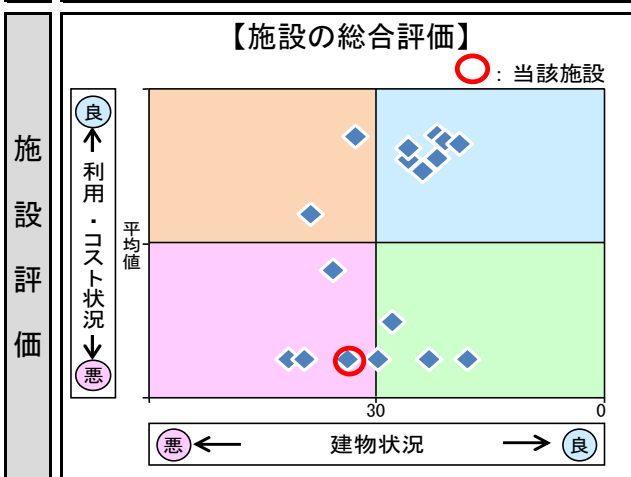 施設評価
【施設の総合評価】
：当該施設
良
利用・コスト状況
悪
平均値
30
0
悪
建物状況
良